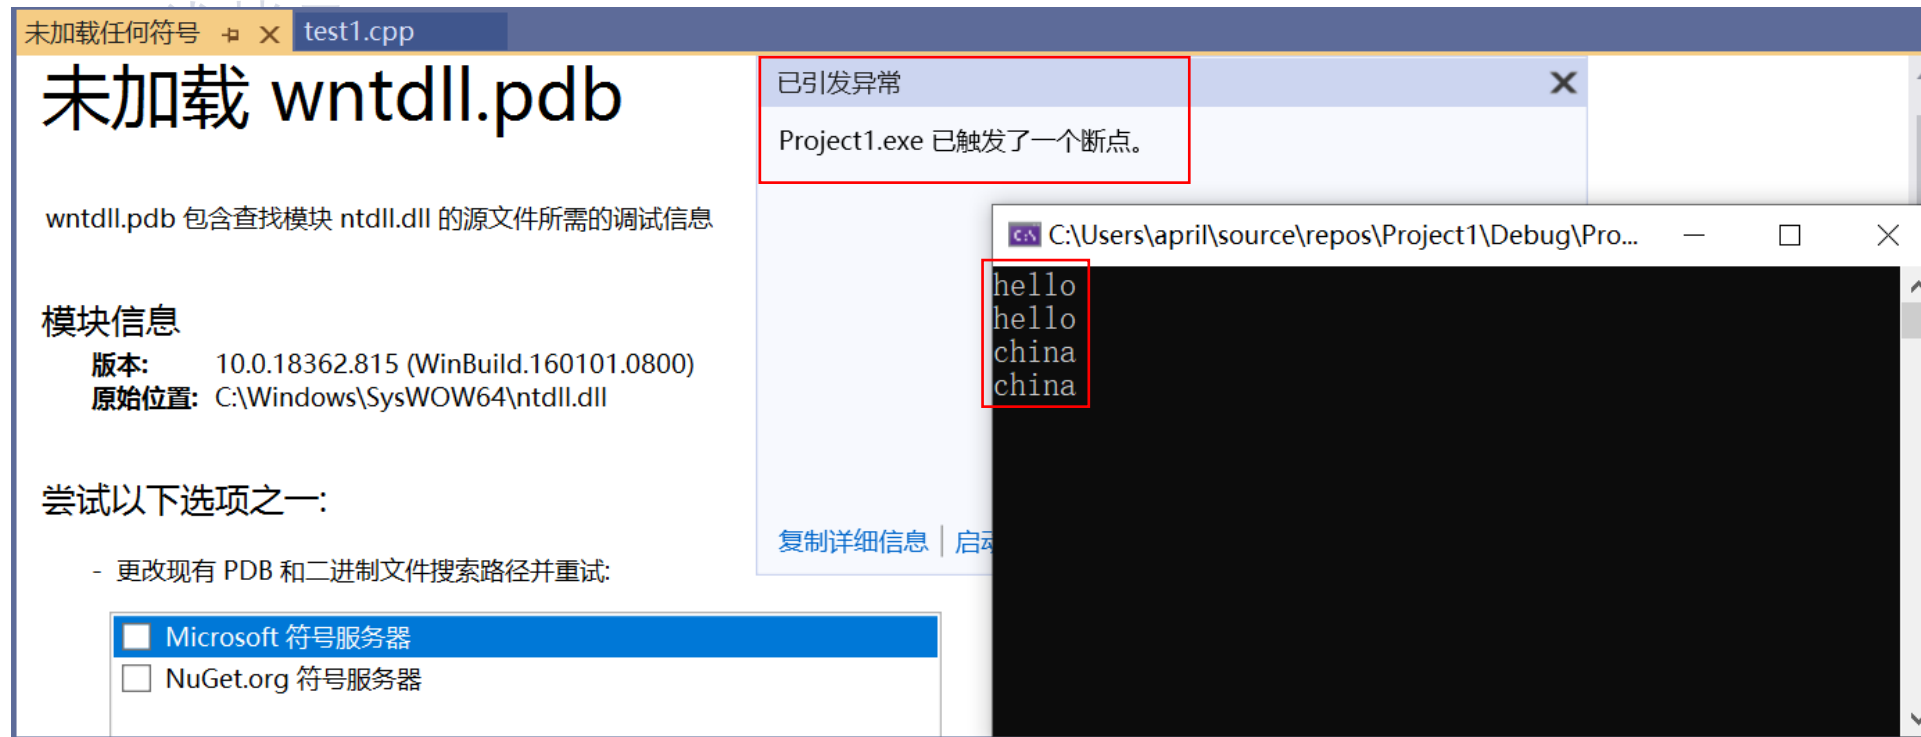 未加载任何符号
test1.cpp
未加载 wntdll.pdb
wntdll.pdb 包含查找模块 ntdll.dll 的源文件所需的调试信息
模块信息
版本: 10.0.18362.815 (WinBuild.160101.0800)
原始位置: C:\Windows\SysWOW64\ntdll.dll
尝试以下选项之一:
- 更改现有 PDB 和二进制文件搜索路径并重试:
Microsoft 符号服务器
NuGet.org 符号服务器
已引发异常
Project1.exe 已触发了一个断点。
复制详细信息 | 启
C:\Users\april\source\repos\Project1\Debug\Pro...
hello
hello
china
china